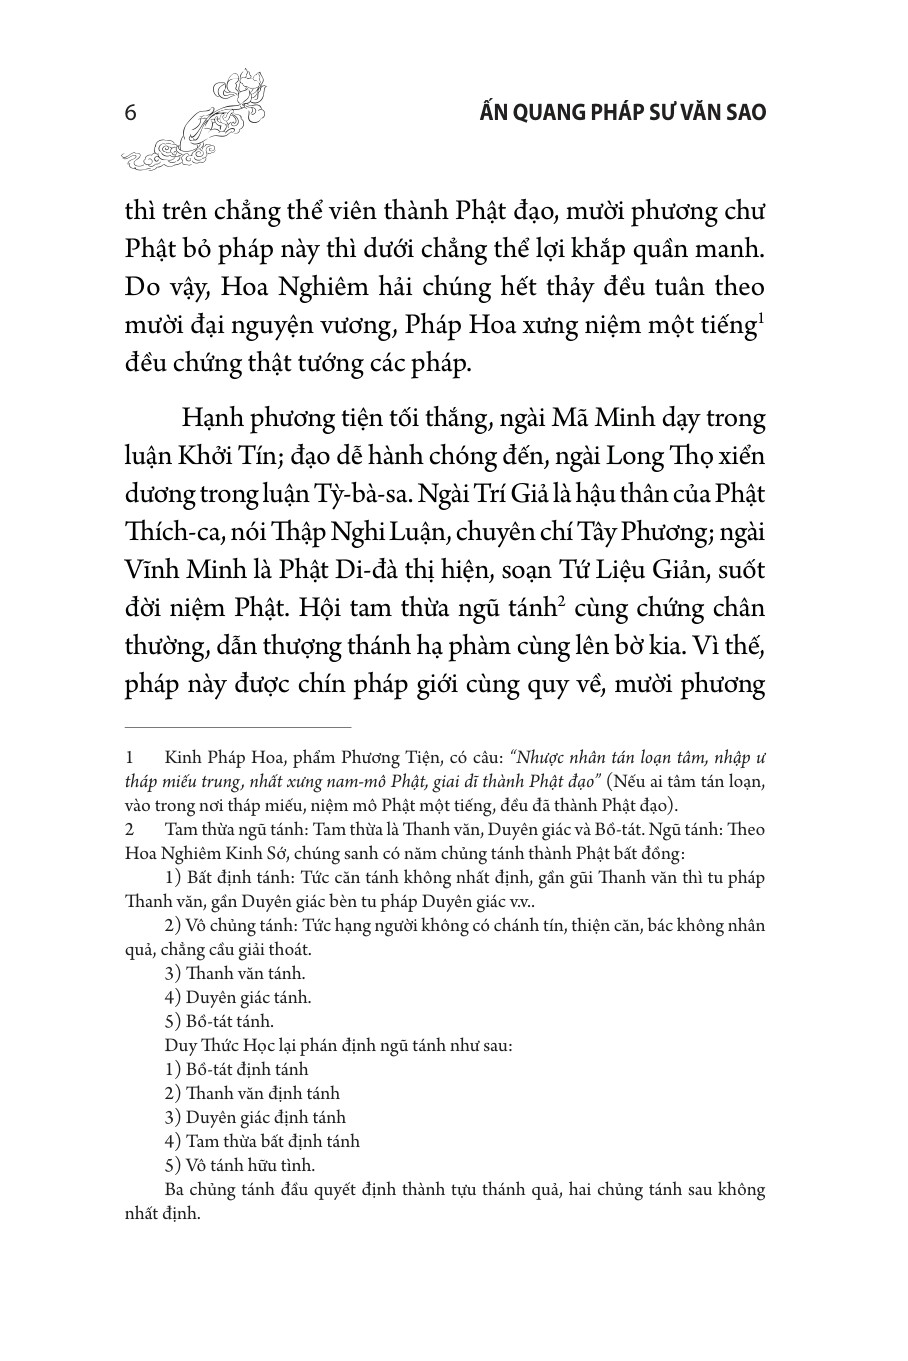 6
ẤN QUANG PHÁP SƯ VĂN SAO
thì trên chẳng thể viên thành Phật đạo, mười phương chư
Phật bỏ pháp này thì dưới chẳng thể lợi khắp quần manh.
Do vậy, Hoa Nghiêm hải chúng hết thảy đều tuân theo
mười đại nguyện vương, Pháp Hoa xưng niệm một tiếng1
đều chứng thật tướng các pháp.
Hạnh phương tiện tối thắng, ngài Mã Minh dạy trong
luận Khởi Tín; đạo dễ hành chóng đến, ngài Long Thọ xiển
dương trong luận Tỳ-bà-sa. Ngài Trí Giả là hậu thân của Phật
Thích-ca, nói Thập Nghi Luận, chuyên chí Tây Phương; ngài
Vĩnh Minh là Phật Di-đà thị hiện, soạn Tứ Liệu Giản, suốt
đời niệm Phật. Hội tam thừa ngũ tánh2 cùng chứng chân
thường, dẫn thượng thánh hạ phàm cùng lên bờ kia. Vì thế,
pháp này được chín pháp giới cùng quy về, mười phương
1 Kinh Pháp Hoa, phẩm Phương Tiện, có câu: “Nhược nhân tán loạn tâm, nhập ư
tháp miếu trung, nhất xưng nam-mô Phật, giai dĩ thành Phật đạo” (Nếu ai tâm tán loạn,
vào trong nơi tháp miếu, niệm mô Phật một tiếng, đều đã thành Phật đạo).
2 Tam thừa ngũ tánh: Tam thừa là Thanh văn, Duyên giác và Bồ-tát. Ngũ tánh: Theo
Hoa Nghiêm Kinh Sớ, chúng sanh có năm chủng tánh thành Phật bất đồng:
1) Bất định tánh: Tức căn tánh không nhất định, gần gũi Thanh văn thì tu pháp
Thanh văn, gần Duyên giác bèn tu pháp Duyên giác v.v..
2) Vô chủng tánh: Tức hạng người không có chánh tín, thiện căn, bác không nhân
quả, chẳng cầu giải thoát.
3) Thanh văn tánh.
4) Duyên giác tánh.
5) Bồ-tát tánh.
Duy Thức Học lại phán định ngũ tánh như sau:
1) Bồ-tát định tánh
2) Thanh văn định tánh
3) Duyên giác định tánh
4) Tam thừa bất định tánh
5) Vô tánh hữu tình.
Ba chủng tánh đầu quyết định thành tựu thánh quả, hai chủng tánh sau không
nhất định.